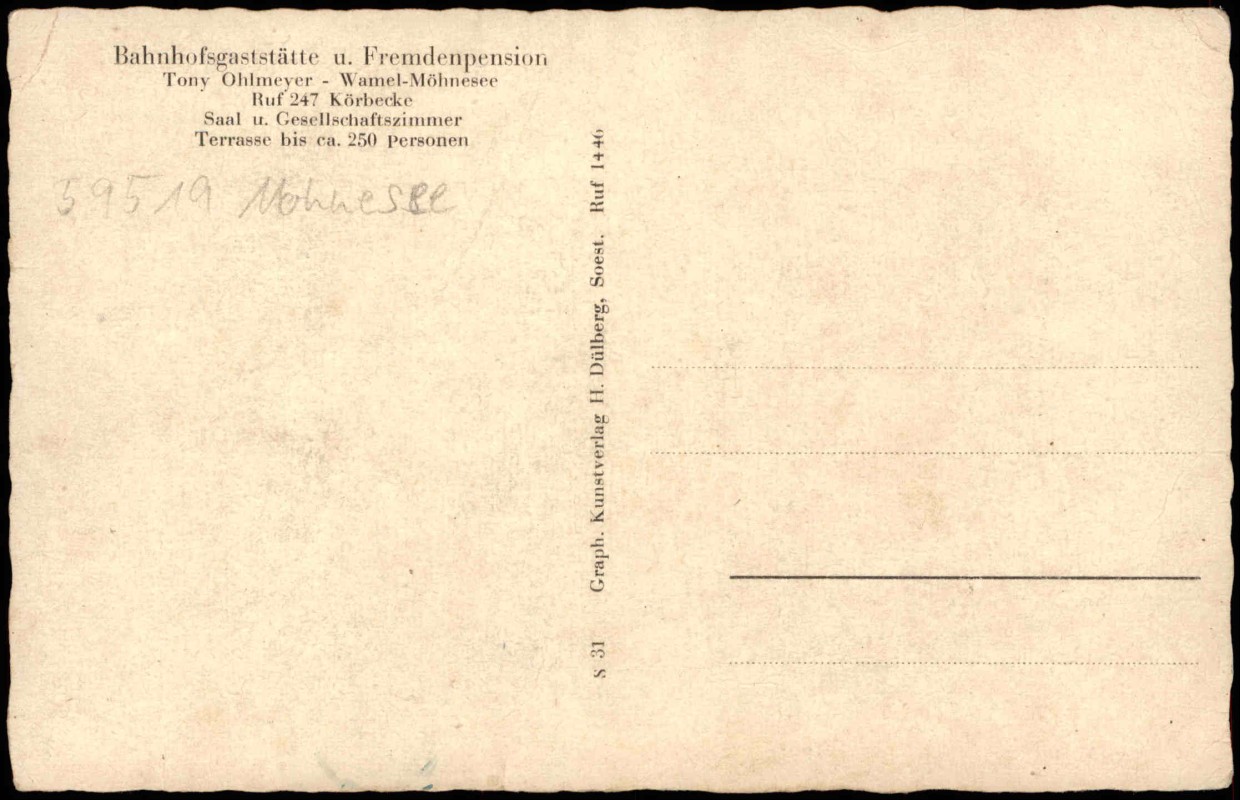 Bahnhofsgaststätte u. Fremdenpension
Tony Ohlmeyer - Wamel-Möhnesee
Ruf 247 Körbecke
Saal u. Gesellschaftszimmer
Terrasse bis ca. 250 Personen
59519 Möhnesee
S 31 Graph. Kunstverlag H. Dülberg, Soest. Ruf 1446